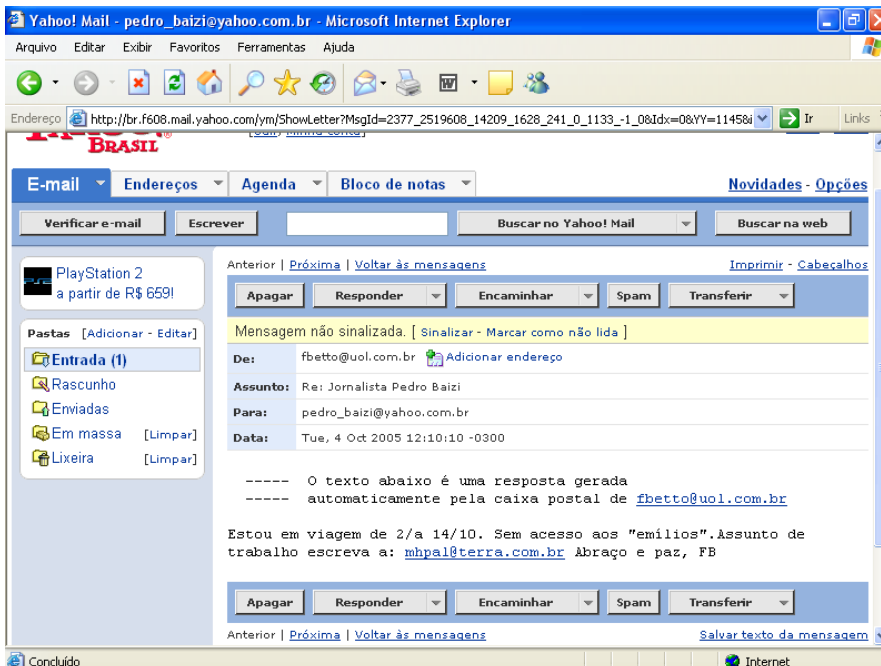 Yahoo! Mail - pedro_baizi@yahoo.com.br - Microsoft Internet Explorer
Arquivo Editar Exibir Favoritos Ferramentas Ajuda
Endereço http://br.f608.mail.yahoo.com/ym/ShowLetter?MsgId=2377_2519608_14209_1628_241_0_1133_-1_0&Idx=0&YY=1145&i Ir Links
BRASIL
E-mail Endereços Agenda Bloco de notas Novidades - Opções
Verificar e-mail Escrever Buscar no Yahoo! Mail Buscar na web
PlayStation 2
a partir de R$ 659!
Pastas [Adicionar - Editar]
Entrada (1)
Rascunho
Enviadas
Em massa [Limpar]
Lixeira [Limpar]
Anterior | Próxima | Voltar às mensagens Imprimir - Cabeçalhos
Apagar Responder Encaminhar Spam Transferir
Mensagem não sinalizada. [ Sinalizar - Marcar como não lida ]
De: fbetto@uol.com.br Adicionar endereço
Assunto: Re: Jornalista Pedro Baizi
Para: pedro_baizi@yahoo.com.br
Data: Tue, 4 Oct 2005 12:10:10 -0300
----- O texto abaixo é uma resposta gerada
----- automaticamente pela caixa postal de fbetto@uol.com.br
Estou em viagem de 2/a 14/10. Sem acesso aos "emílios".Assunto de
trabalho escreva a: mhpal@terra.com.br Abraço e paz, FB
Apagar Responder Encaminhar Spam Transferir
Anterior | Próxima | Voltar às mensagens Salvar texto da mensagem
Concluído Internet